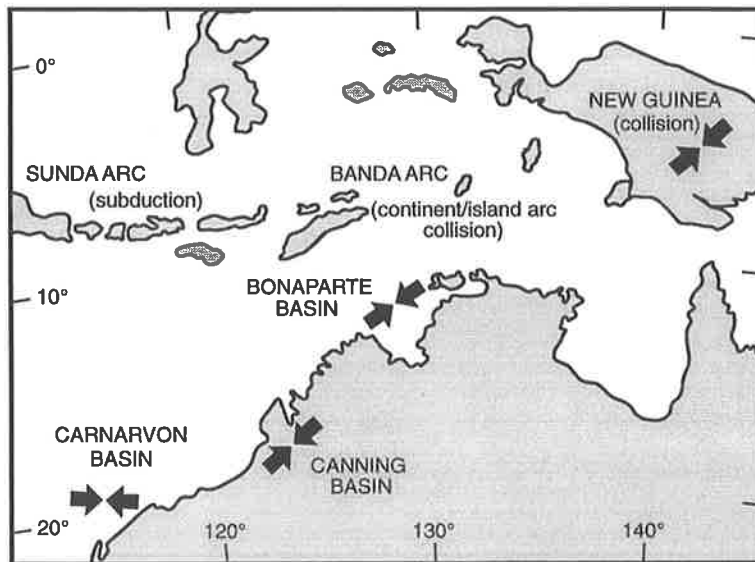 0°
NEW GUINEA
(collision)
SUNDA ARC
(subduction)
BANDA ARC
(continent/island arc
collision)
BONAPARTE
BASIN
10°
CARNARVON
BASIN
CANNING
BASIN
20°
120°
130°
140°